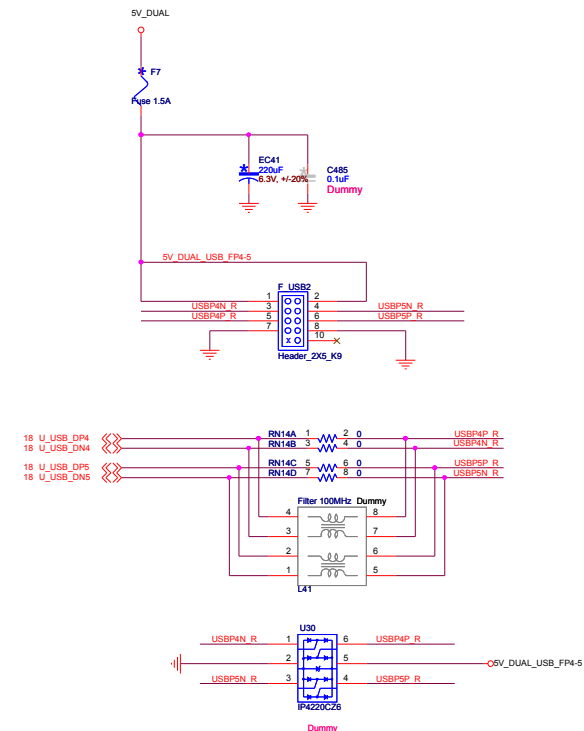 5V_DUAL
F7
Fuse 1.5A
EC41
220uF
6.3V, +/-20%
C485
0.1uF
Dummy
5V_DUAL_USB_FP4-5
F_USB2
1 2
USBP4N_R 3 4 USBP5N_R
USBP4P_R 5 6 USBP5P_R
7 8
x 10
Header_2X5_K9
18 U_USB_DP4 RN14A 1 2 0 USBP4P_R
18 U_USB_DN4 RN14B 3 4 0 USBP4N_R
18 U_USB_DP5 RN14C 5 6 0 USBP5P_R
18 U_USB_DN5 RN14D 7 8 0 USBP5N_R
Filter 100MHz Dummy
4 8
3 7
2 6
1 5
L41
U30
USBP4N_R 1 6 USBP4P_R
2 5 5V_DUAL_USB_FP4-5
USBP5N_R 3 4 USBP5P_R
IP4220CZ6
Dummy